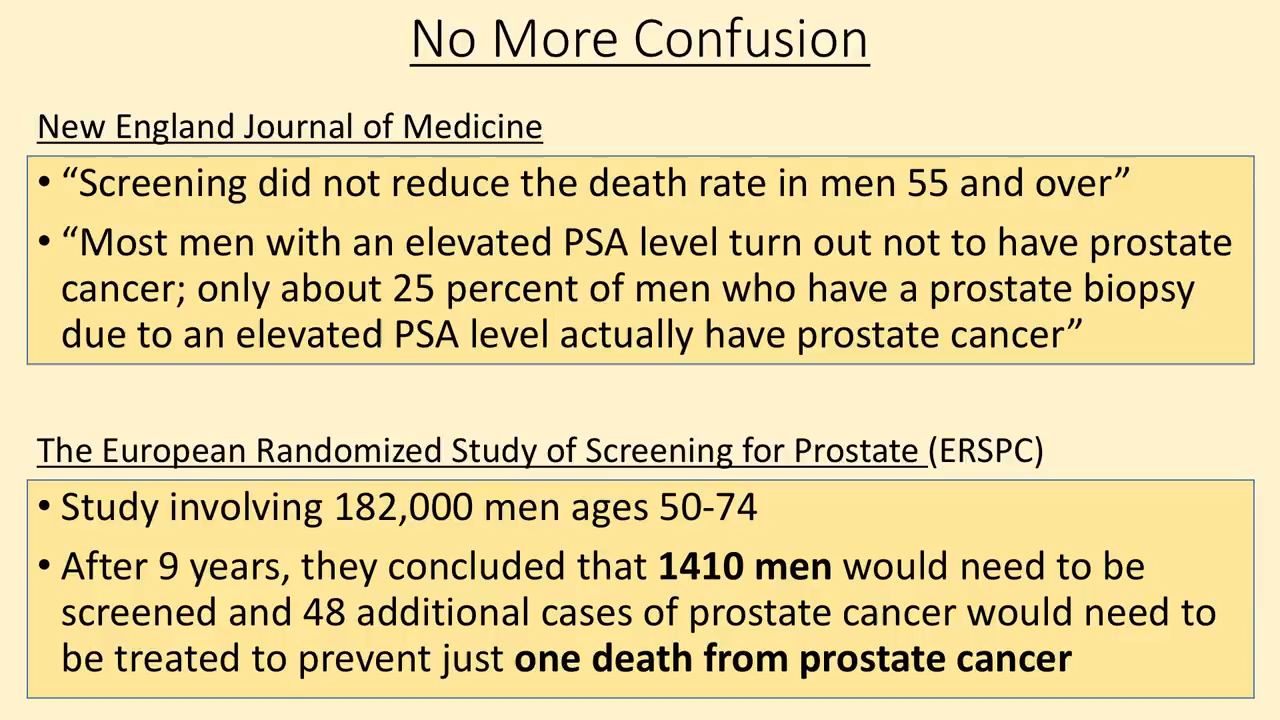 No More Confusion
New England Journal of Medicine
• “Screening did not reduce the death rate in men 55 and over”
• “Most men with an elevated PSA level turn out not to have prostate
cancer; only about 25 percent of men who have a prostate biopsy
due to an elevated PSA level actually have prostate cancer”
The European Randomized Study of Screening for Prostate (ERSPC)
• Study involving 182,000 men ages 50-74
• After 9 years, they concluded that 1410 men would need to be
screened and 48 additional cases of prostate cancer would need to
be treated to prevent just one death from prostate cancer